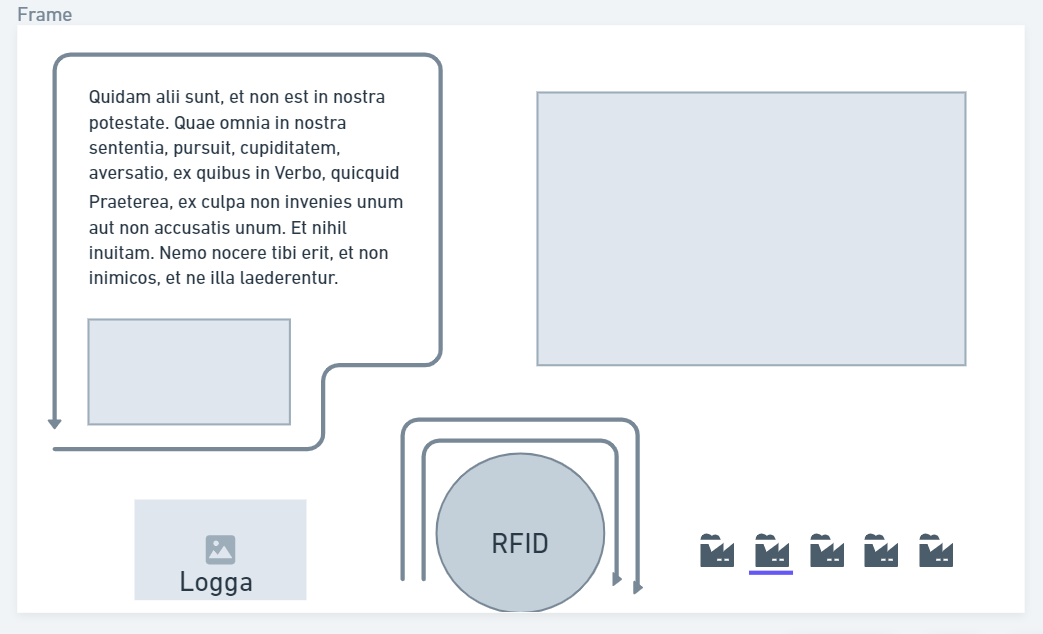 Frame
Quidam alii sunt, et non est in nostra
potestate. Quae omnia in nostra
sententia, pursuit, cupiditatem,
aversatio, ex quibus in Verbo, quicquid
Praeterea, ex culpa non invenies unum
aut non accusatis unum. Et nihil
inuitam. Nemo nocere tibi erit, et non
inimicos, et ne illa laederentur.
RFID
Logga